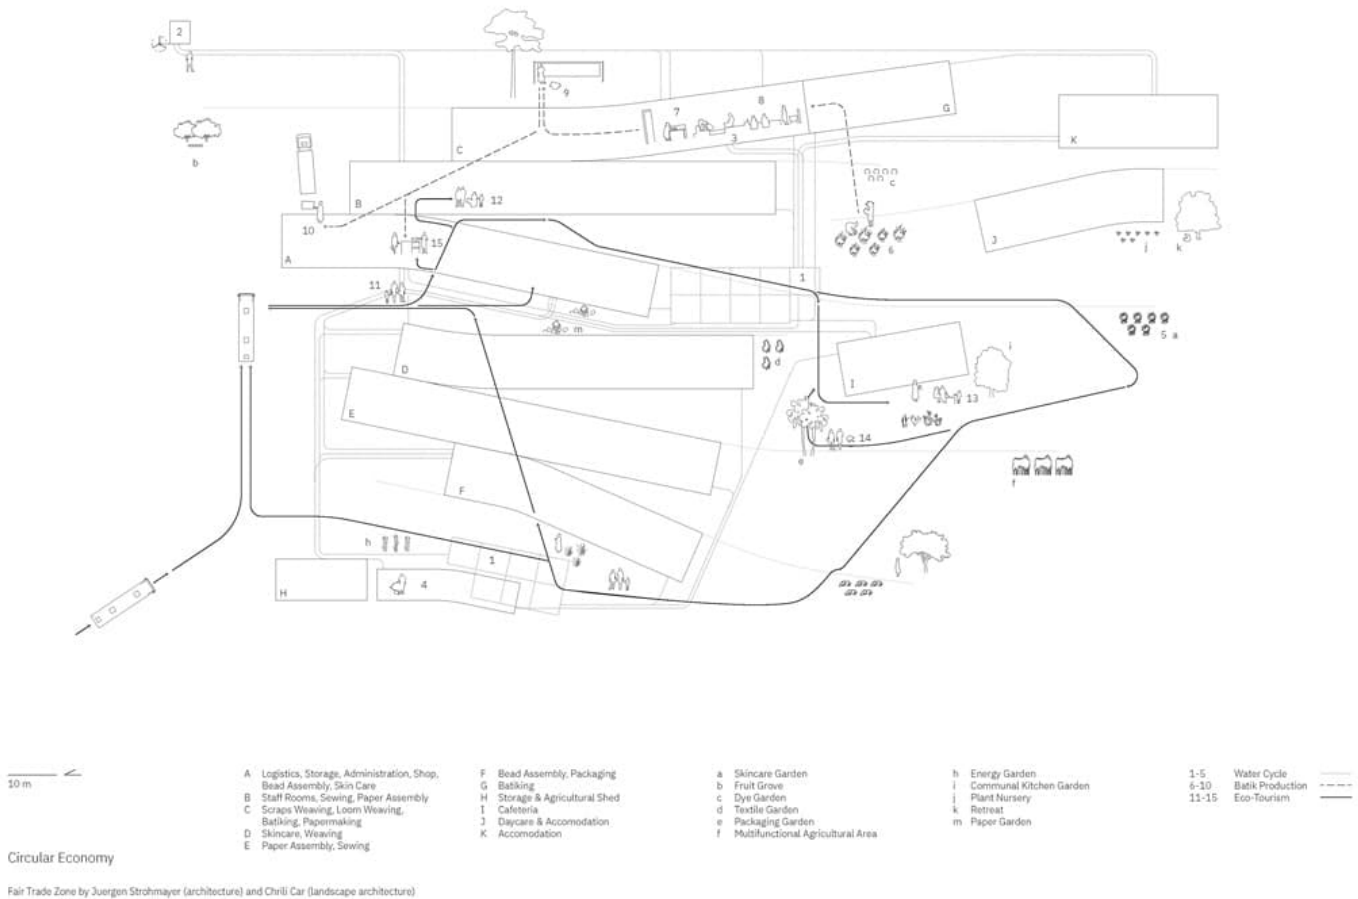 2
9
7
8
3
G
K
C
b
c
B
12
10
15
6
J
j
k
A
1
11
m
5 a
d
i
D
I
13
E
14
e
F
f
h
1
4
H
10 m
A Logistics, Storage, Administration, Shop,
Bead Assembly, Skin Care
B Staff Rooms, Sewing, Paper Assembly
C Scraps Weaving, Loom Weaving,
Batiking, Papermaking
D Skincare, Weaving
E Paper Assembly, Sewing
F Bead Assembly, Packaging
G Batiking
H Storage & Agricultural Shed
I Cafeteria
J Daycare & Accomodation
K Accomodation
a Skincare Garden
b Fruit Grove
c Dye Garden
d Textile Garden
e Packaging Garden
f Multifunctional Agricultural Area
h Energy Garden
i Communal Kitchen Garden
j Plant Nursery
k Retreat
m Paper Garden
1-5 Water Cycle
6-10 Batik Production
11-15 Eco-Tourism
Circular Economy
Fair Trade Zone by Juergen Strohmayer (architecture) and Chrili Car (landscape architecture)